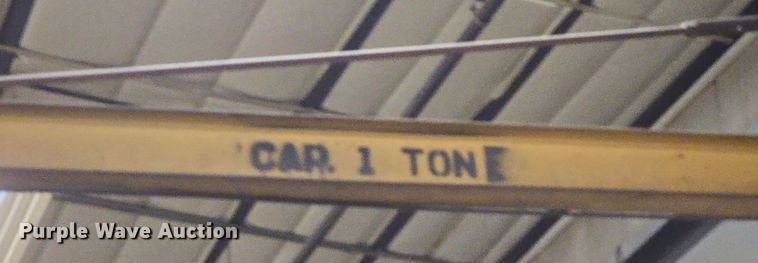 CAP. 1 TON
Purple Wave Auction